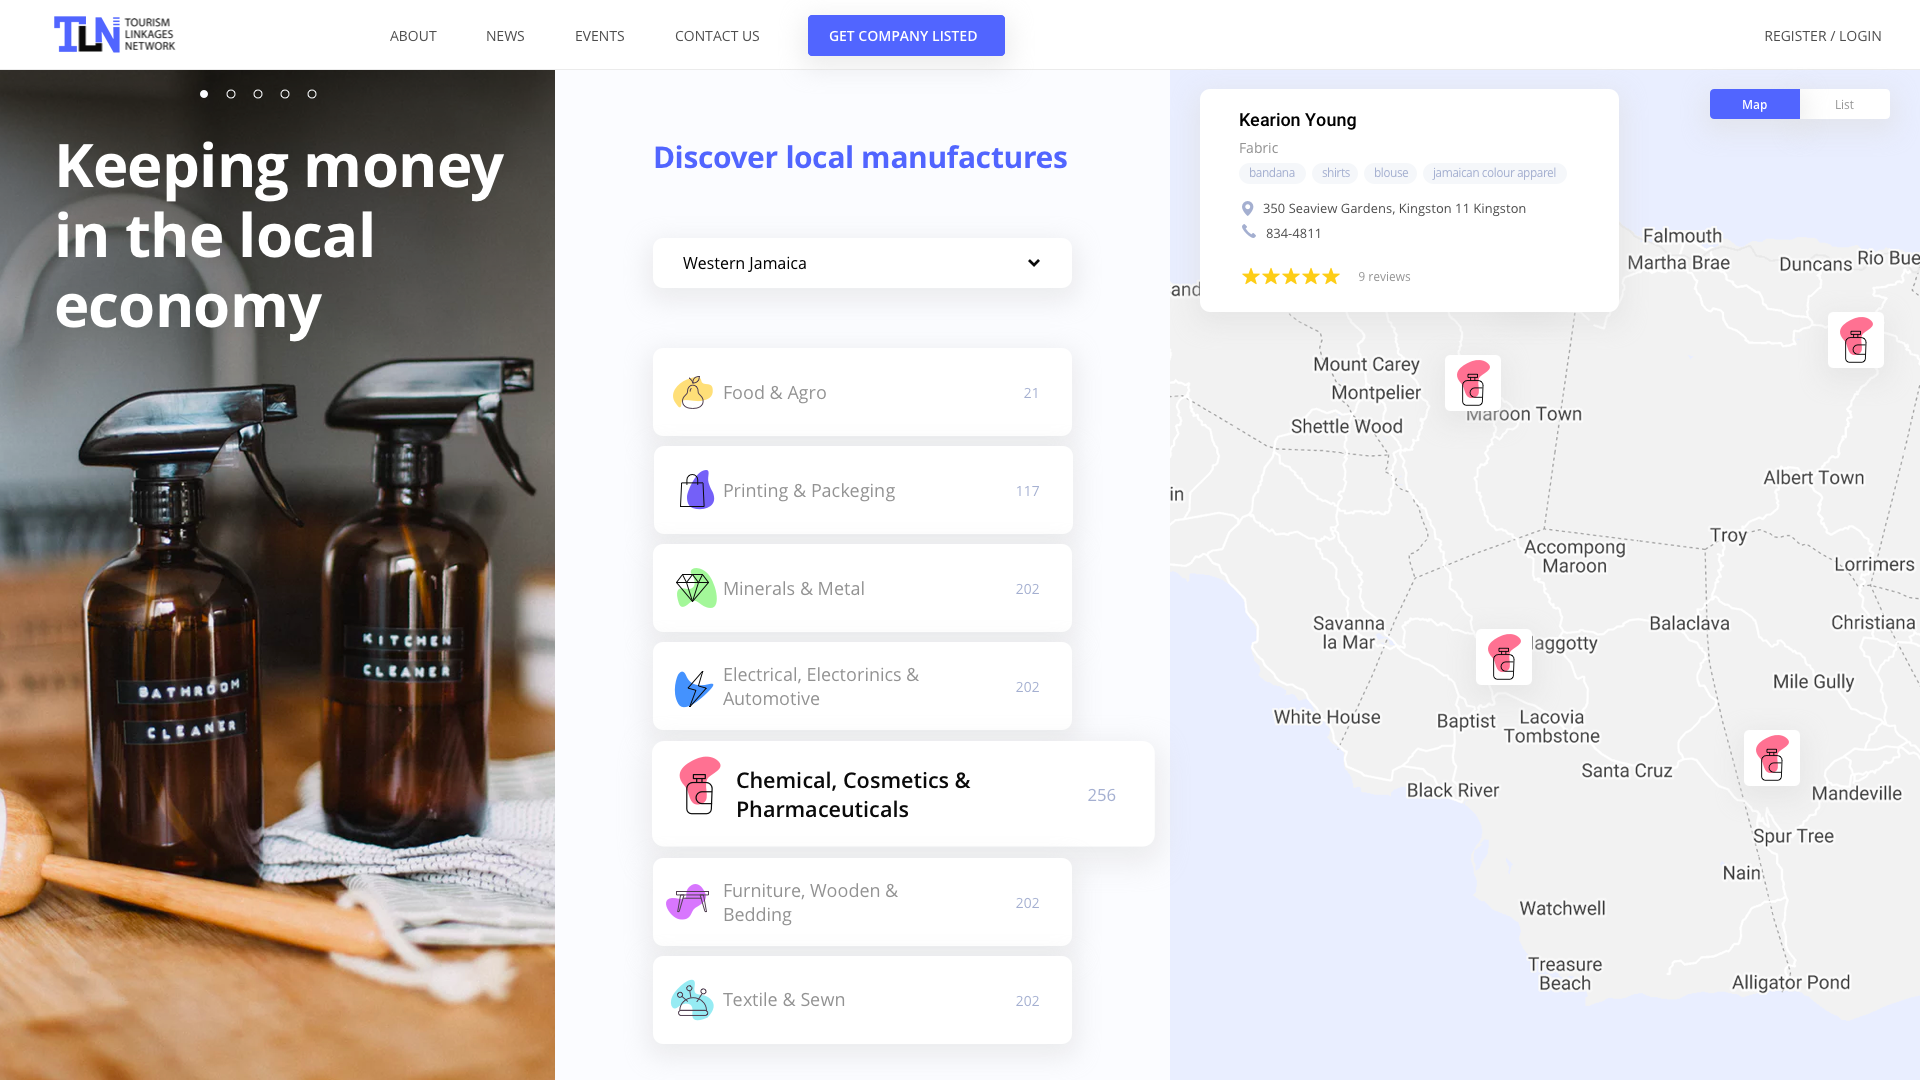 TLN
TOURISM
LINKAGES
NETWORK
ABOUT
NEWS
EVENTS
CONTACT US
GET COMPANY LISTED
REGISTER / LOGIN
Keeping money
in the local
economy
BATHROOM
CLEANER
KITCHEN
CLEANER
Discover local manufactures
Western Jamaica
Food & Agro 21
Printing & Packeging 117
Minerals & Metal 202
Electrical, Electorinics &
Automotive 202
Chemical, Cosmetics &
Pharmaceuticals 256
Furniture, Wooden &
Bedding 202
Textile & Sewn 202
Map
List
Kearion Young
Fabric
bandana shirts blouse jamaican colour apparel
350 Seaview Gardens, Kingston 11 Kingston
834-4811
9 reviews
Falmouth
Martha Brae
Duncans
Rio Bue
and
Mount Carey
Montpelier
Maroon Town
Shettle Wood
Albert Town
in
Troy
Accompong
Maroon
Lorrimers
Savanna
la Mar
Balaclava
Christiana
aggotty
Mile Gully
White House
Baptist
Lacovia
Tombstone
Santa Cruz
Black River
Mandeville
Spur Tree
Nain
Watchwell
Treasure
Beach
Alligator Pond